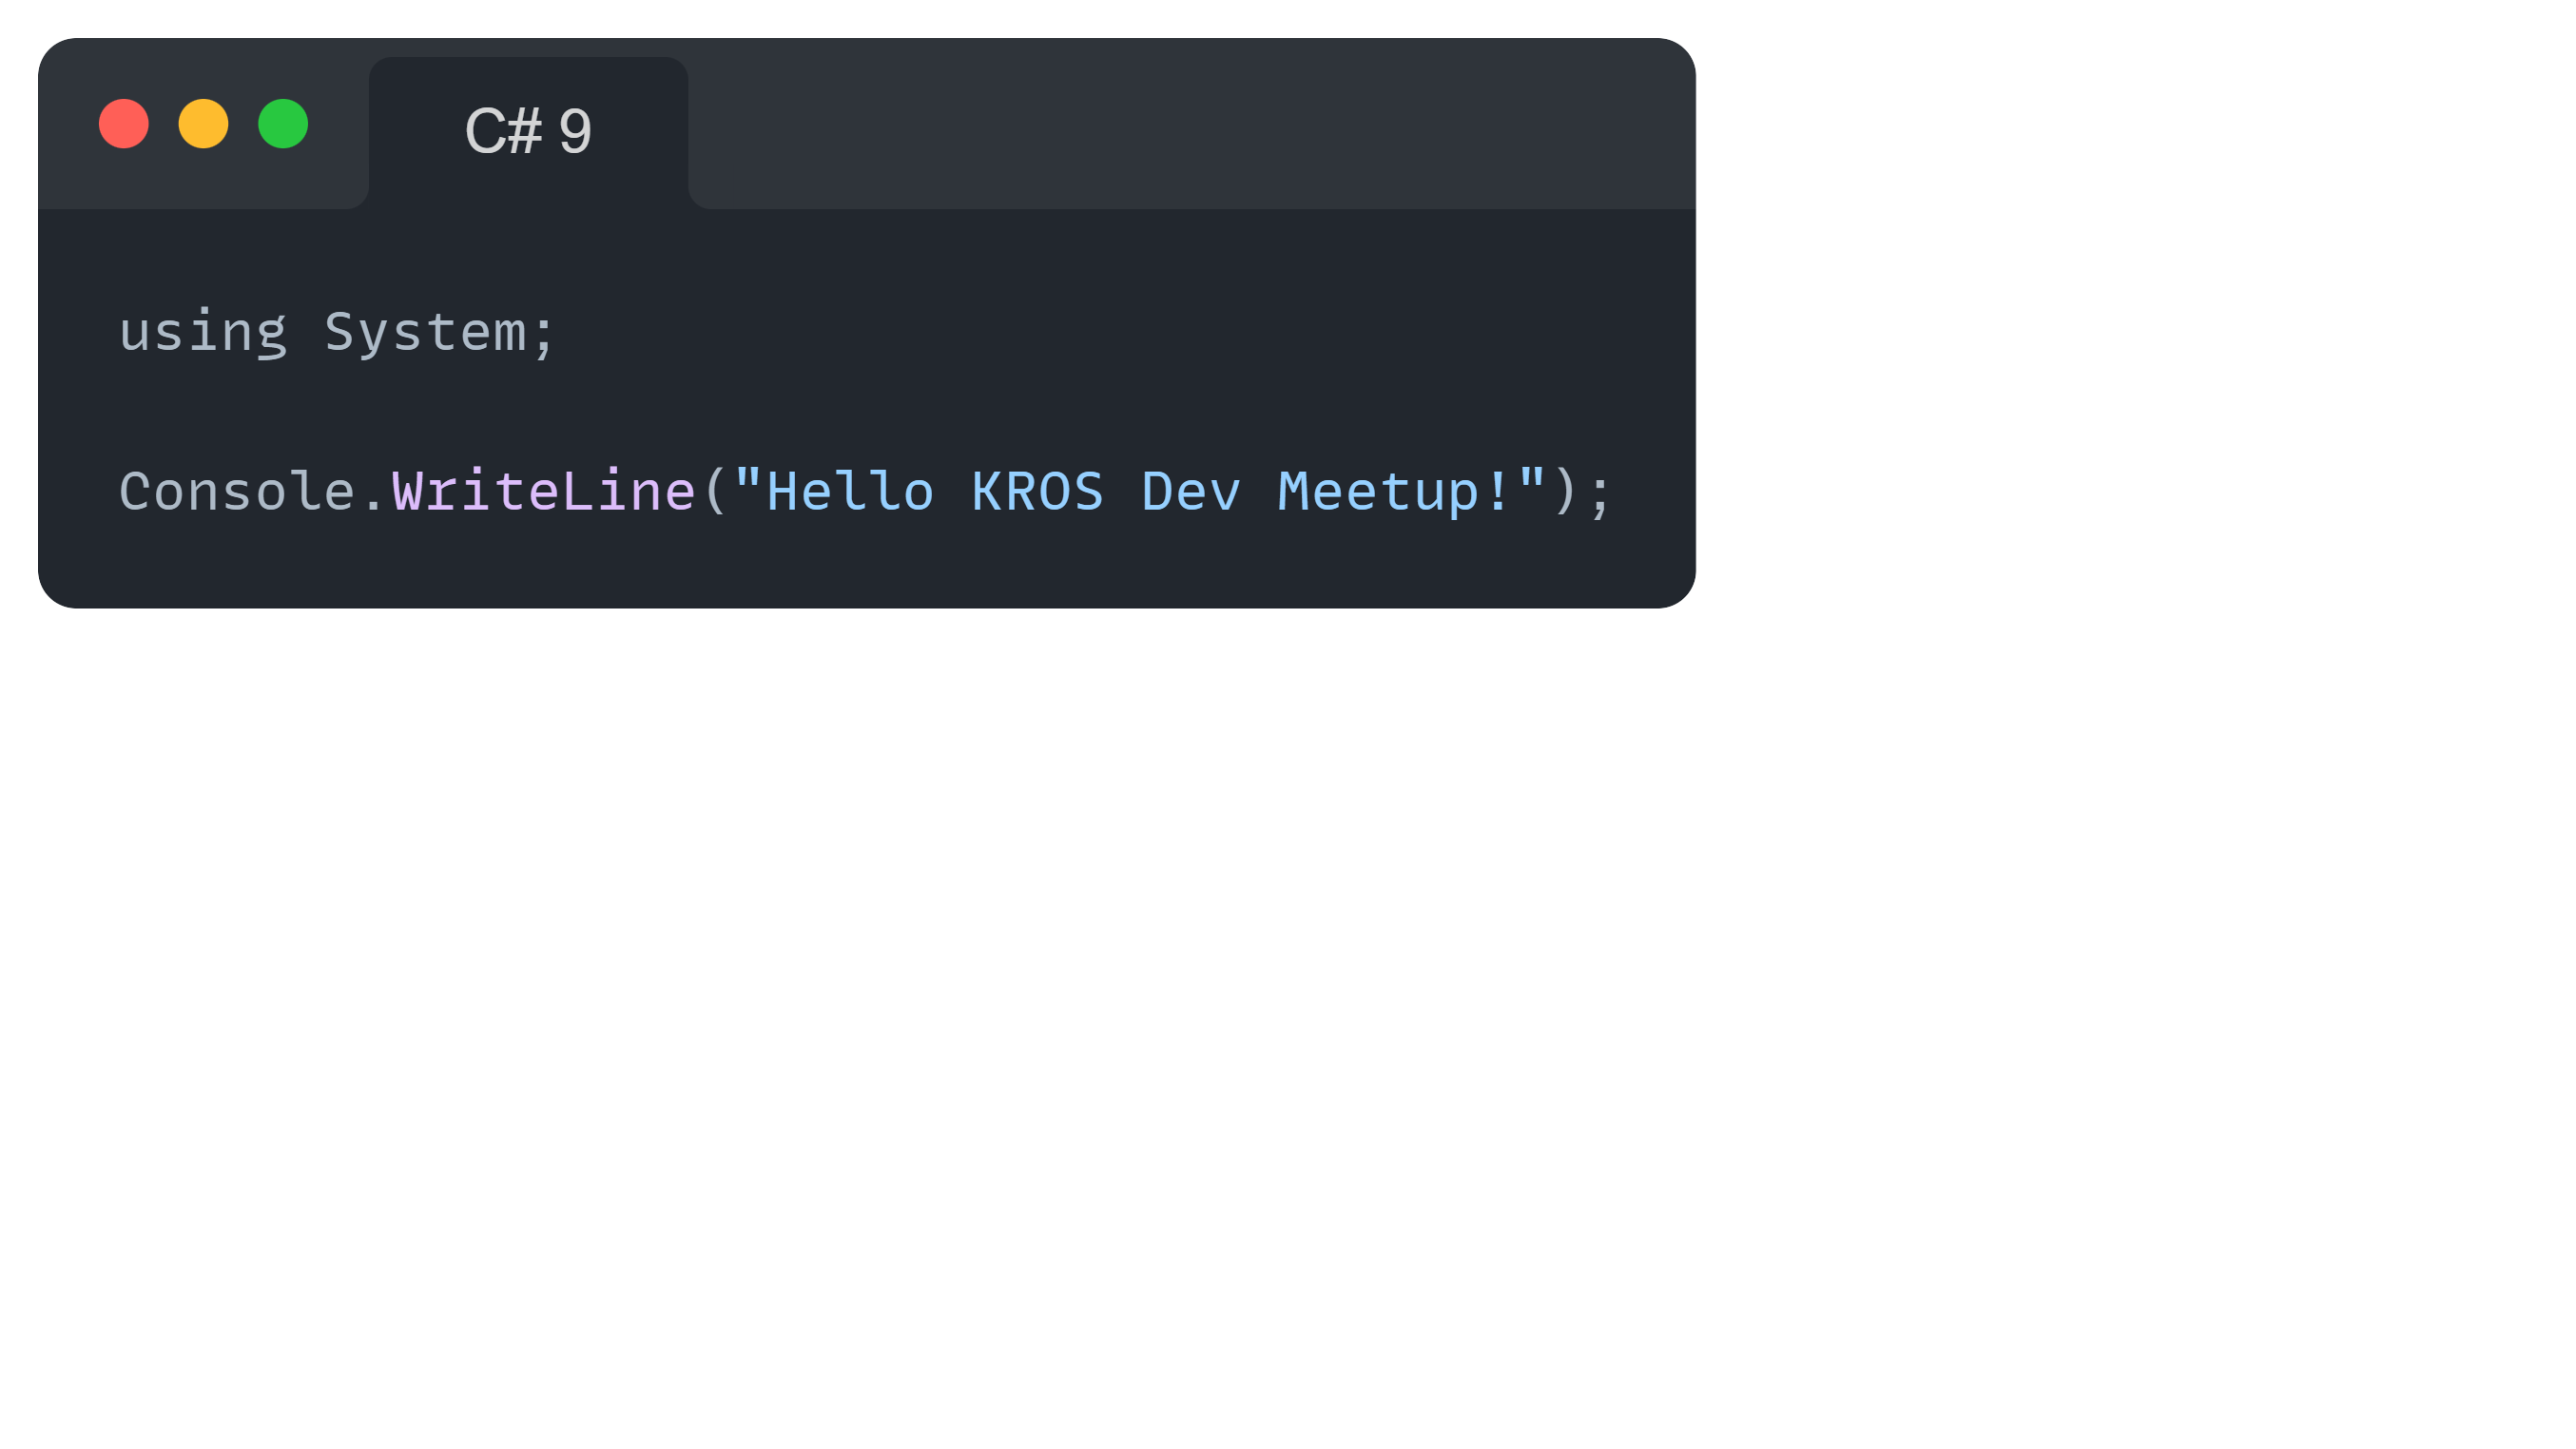 C# 9
using System;
Console.WriteLine("Hello KROS Dev Meetup!");